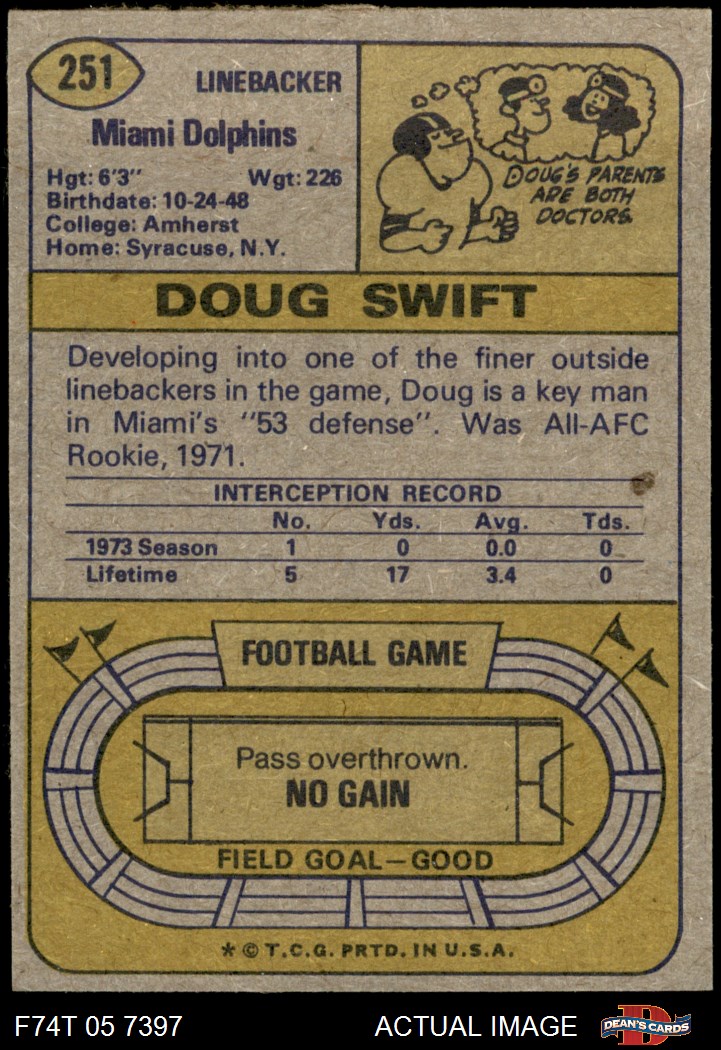 251
LINEBACKER
Miami Dolphins
Hgt: 6'3" Wgt: 226
Birthdate: 10-24-48
College: Amherst
Home: Syracuse, N.Y.
DOUG'S PARENTS
ARE BOTH
DOCTORS.
DOUG SWIFT
Developing into one of the finer outside
linebackers in the game, Doug is a key man
in Miami's "53 defense". Was All-AFC
Rookie, 1971.
INTERCEPTION RECORD
No. Yds. Avg. Tds.
1973 Season 1 0 0.0 0
Lifetime 5 17 3.4 0
FOOTBALL GAME
Pass overthrown.
NO GAIN
FIELD GOAL—GOOD
* © T.C.G. PRTD. IN U.S.A.
F74T 05 7397 ACTUAL IMAGE
D
DEAN'S CARDS